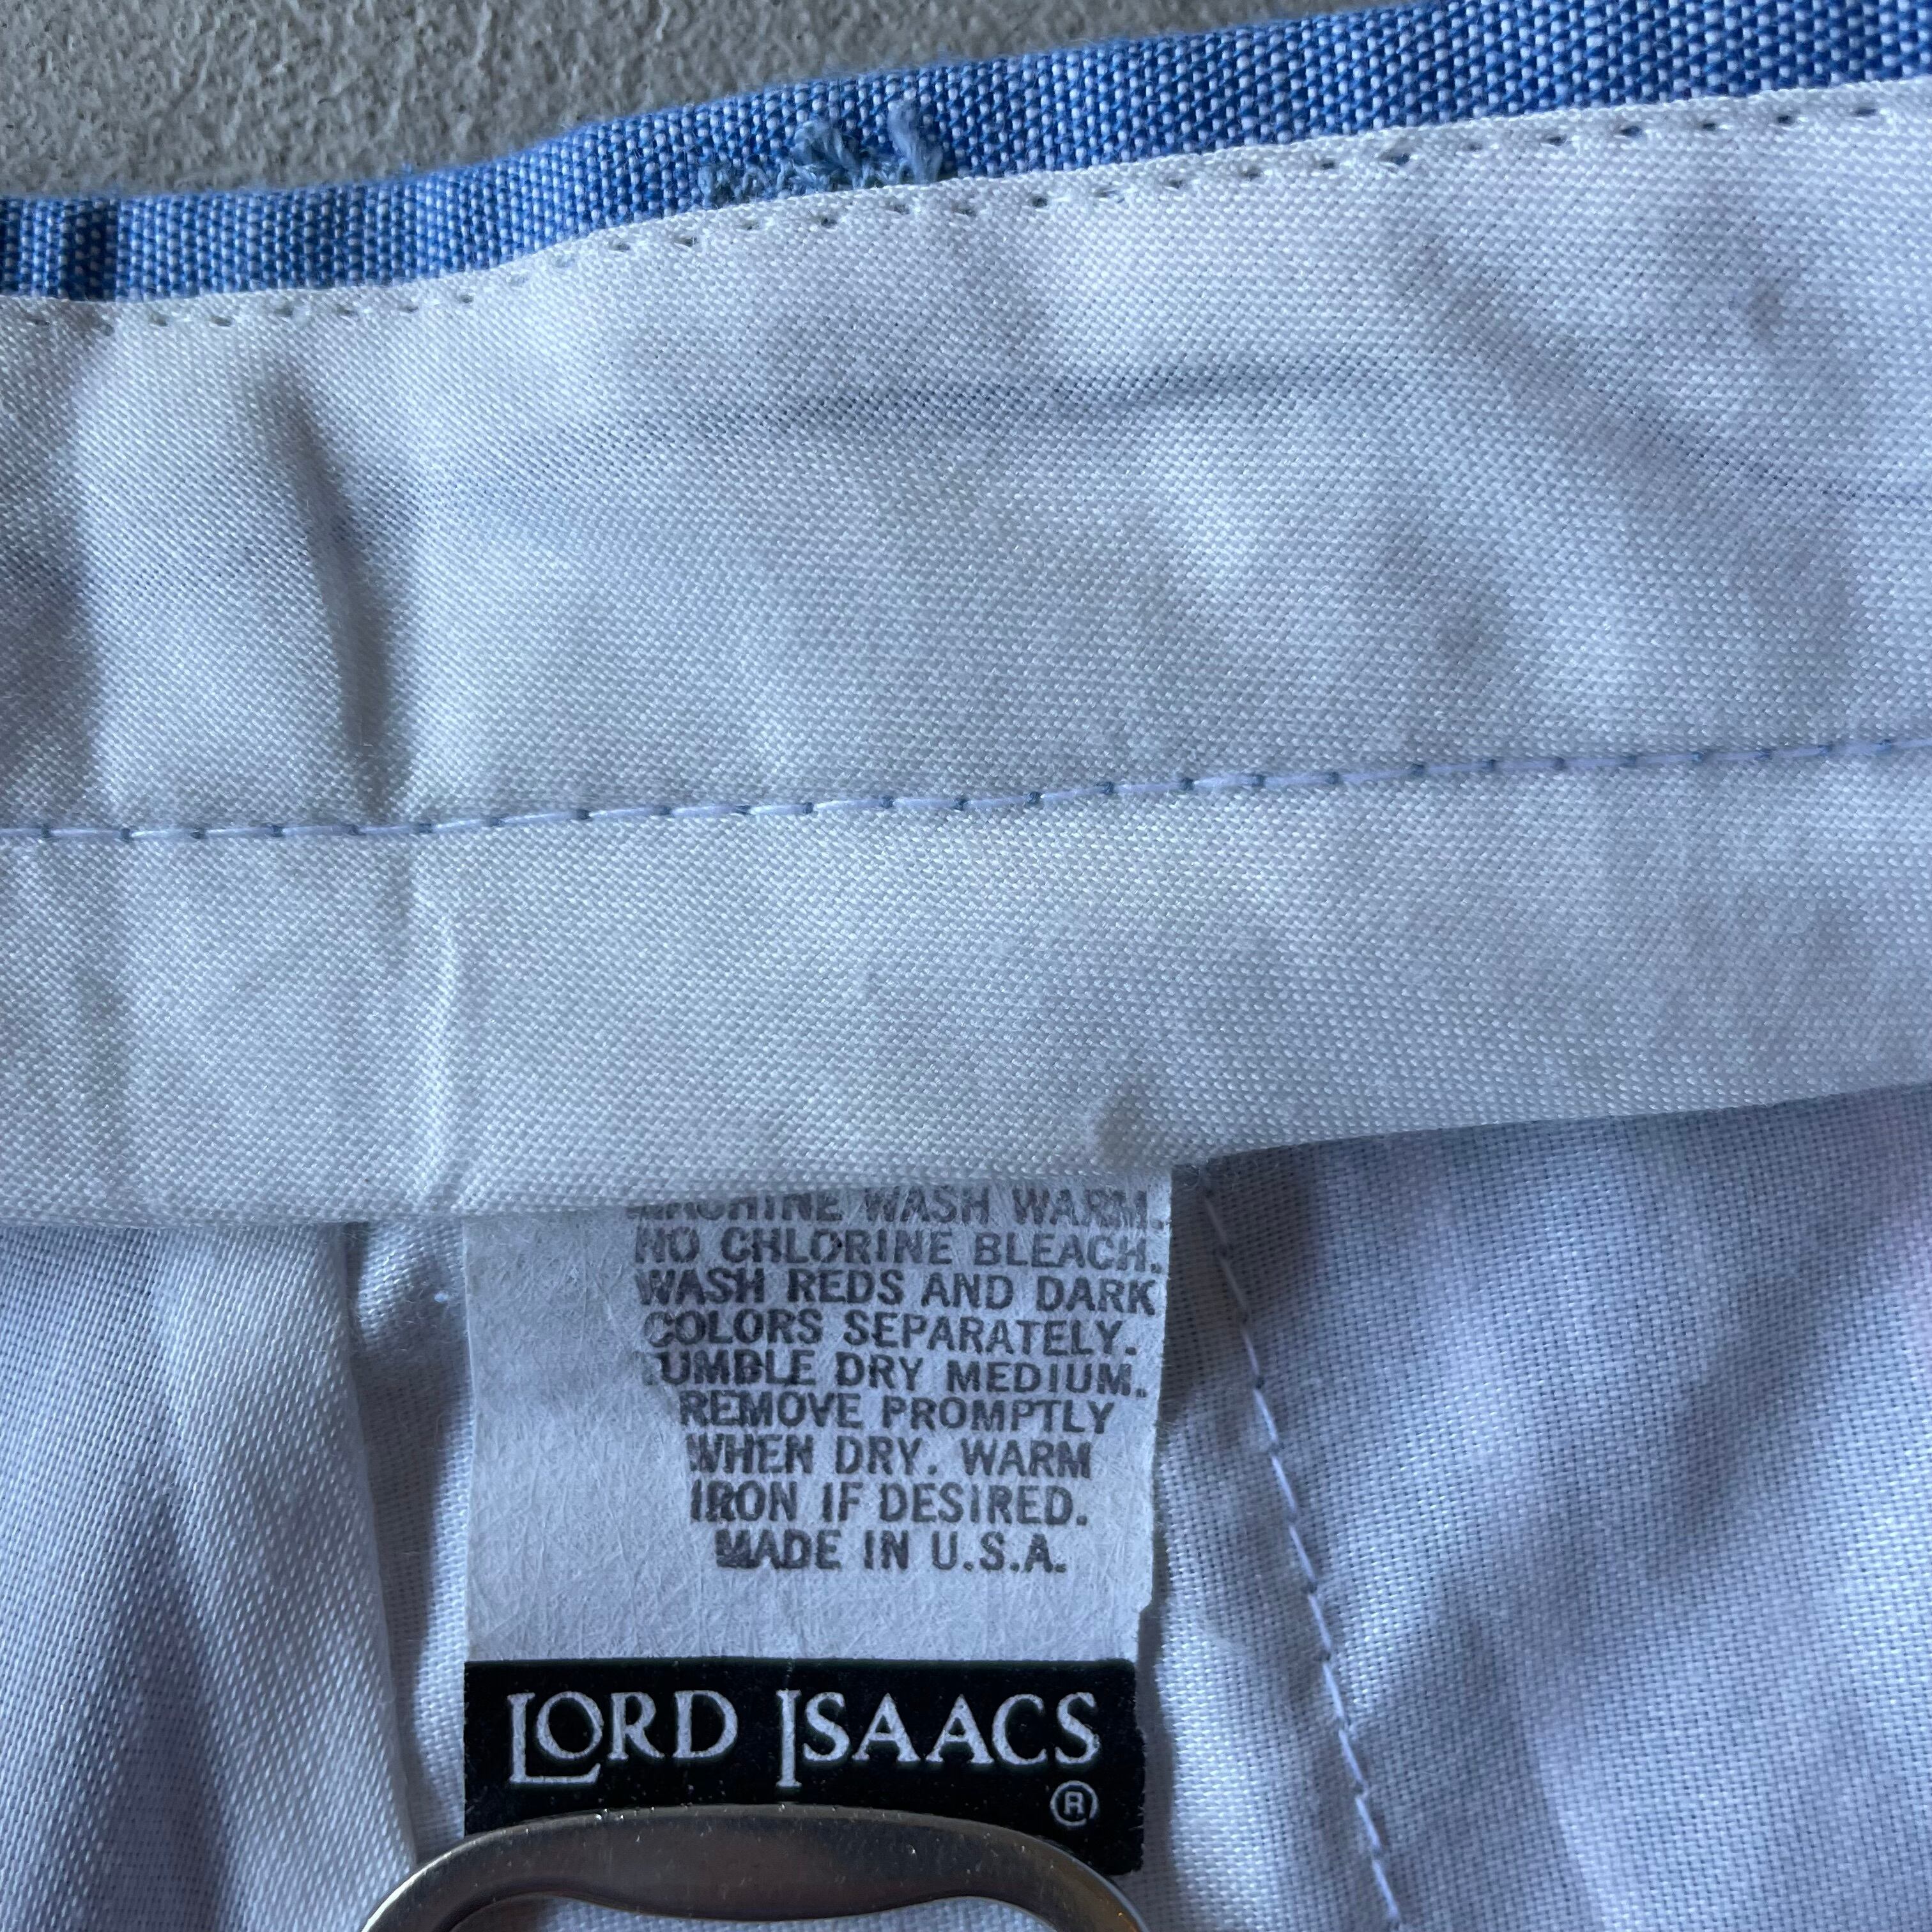 MACHINE WASH WARM.
NO CHLORINE BLEACH.
WASH REDS AND DARK
COLORS SEPARATELY.
TUMBLE DRY MEDIUM.
REMOVE PROMPTLY
WHEN DRY. WARM
IRON IF DESIRED.
MADE IN U.S.A.
LORD ISAACS
®